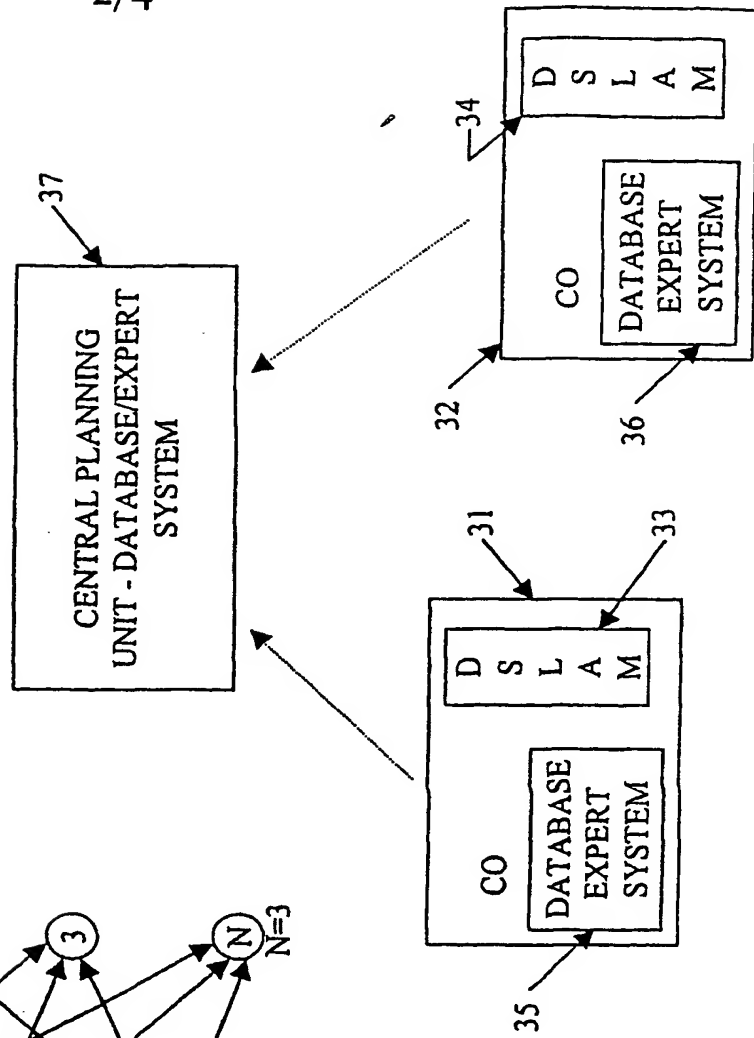 2/4
CENTRAL PLANNING
UNIT - DATABASE/EXPERT
SYSTEM
37
3
N
N=3
CO
DATABASE
EXPERT
SYSTEM
D
S
L
A
M
31
33
35
CO
DATABASE
EXPERT
SYSTEM
D
S
L
A
M
32
34
36